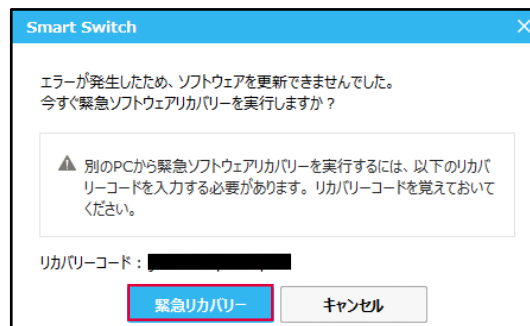 Smart Switch
エラーが発生したため、ソフトウェアを更新できませんでした。
今すぐ緊急ソフトウェアリカバリーを実行しますか？
別のPCから緊急ソフトウェアリカバリーを実行するには、以下のリカバ
リーコードを入力する必要があります。リカバリーコードを覚えておいて
ください。
リカバリーコード：
緊急リカバリー キャンセル